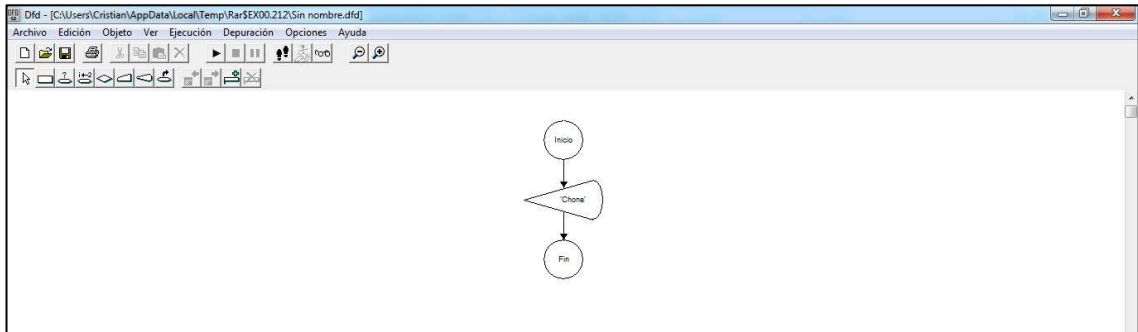 Dfd - [C:\Users\Cristian\AppData\Local\Temp\Rar$EX00.212\Sin nombre.dfd]
Archivo Edición Objeto Ver Ejecución Depuración Opciones Ayuda
Inicio
'Chone'
Fin